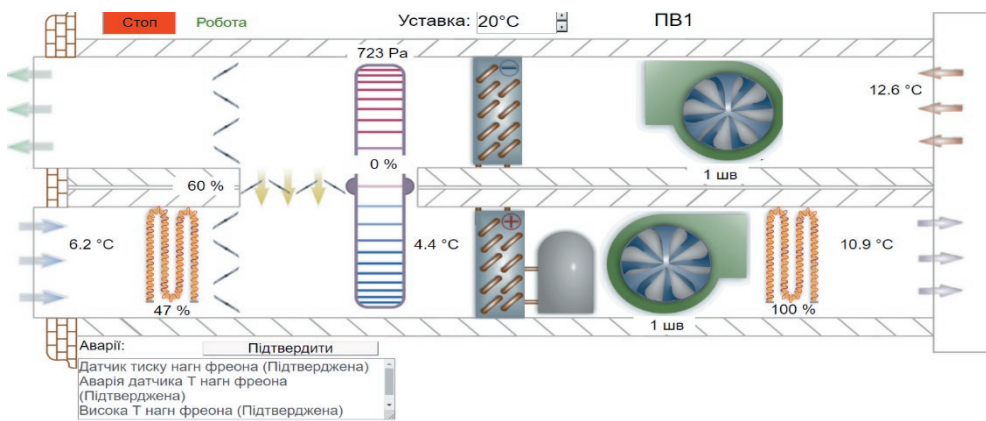 Стоп Робота Уставка: 20°C ПВ1
723 Pa
12.6 °C
0 %
1 шв
60 %
6.2 °C 4.4 °C 10.9 °C
47 % 100 %
1 шв
Аварії: Підтвердити
Датчик тиску нагн фреона (Підтверджена)
Аварія датчика Т нагн фреона
(Підтверджена)
Висока Т нагн фреона (Підтверджена)